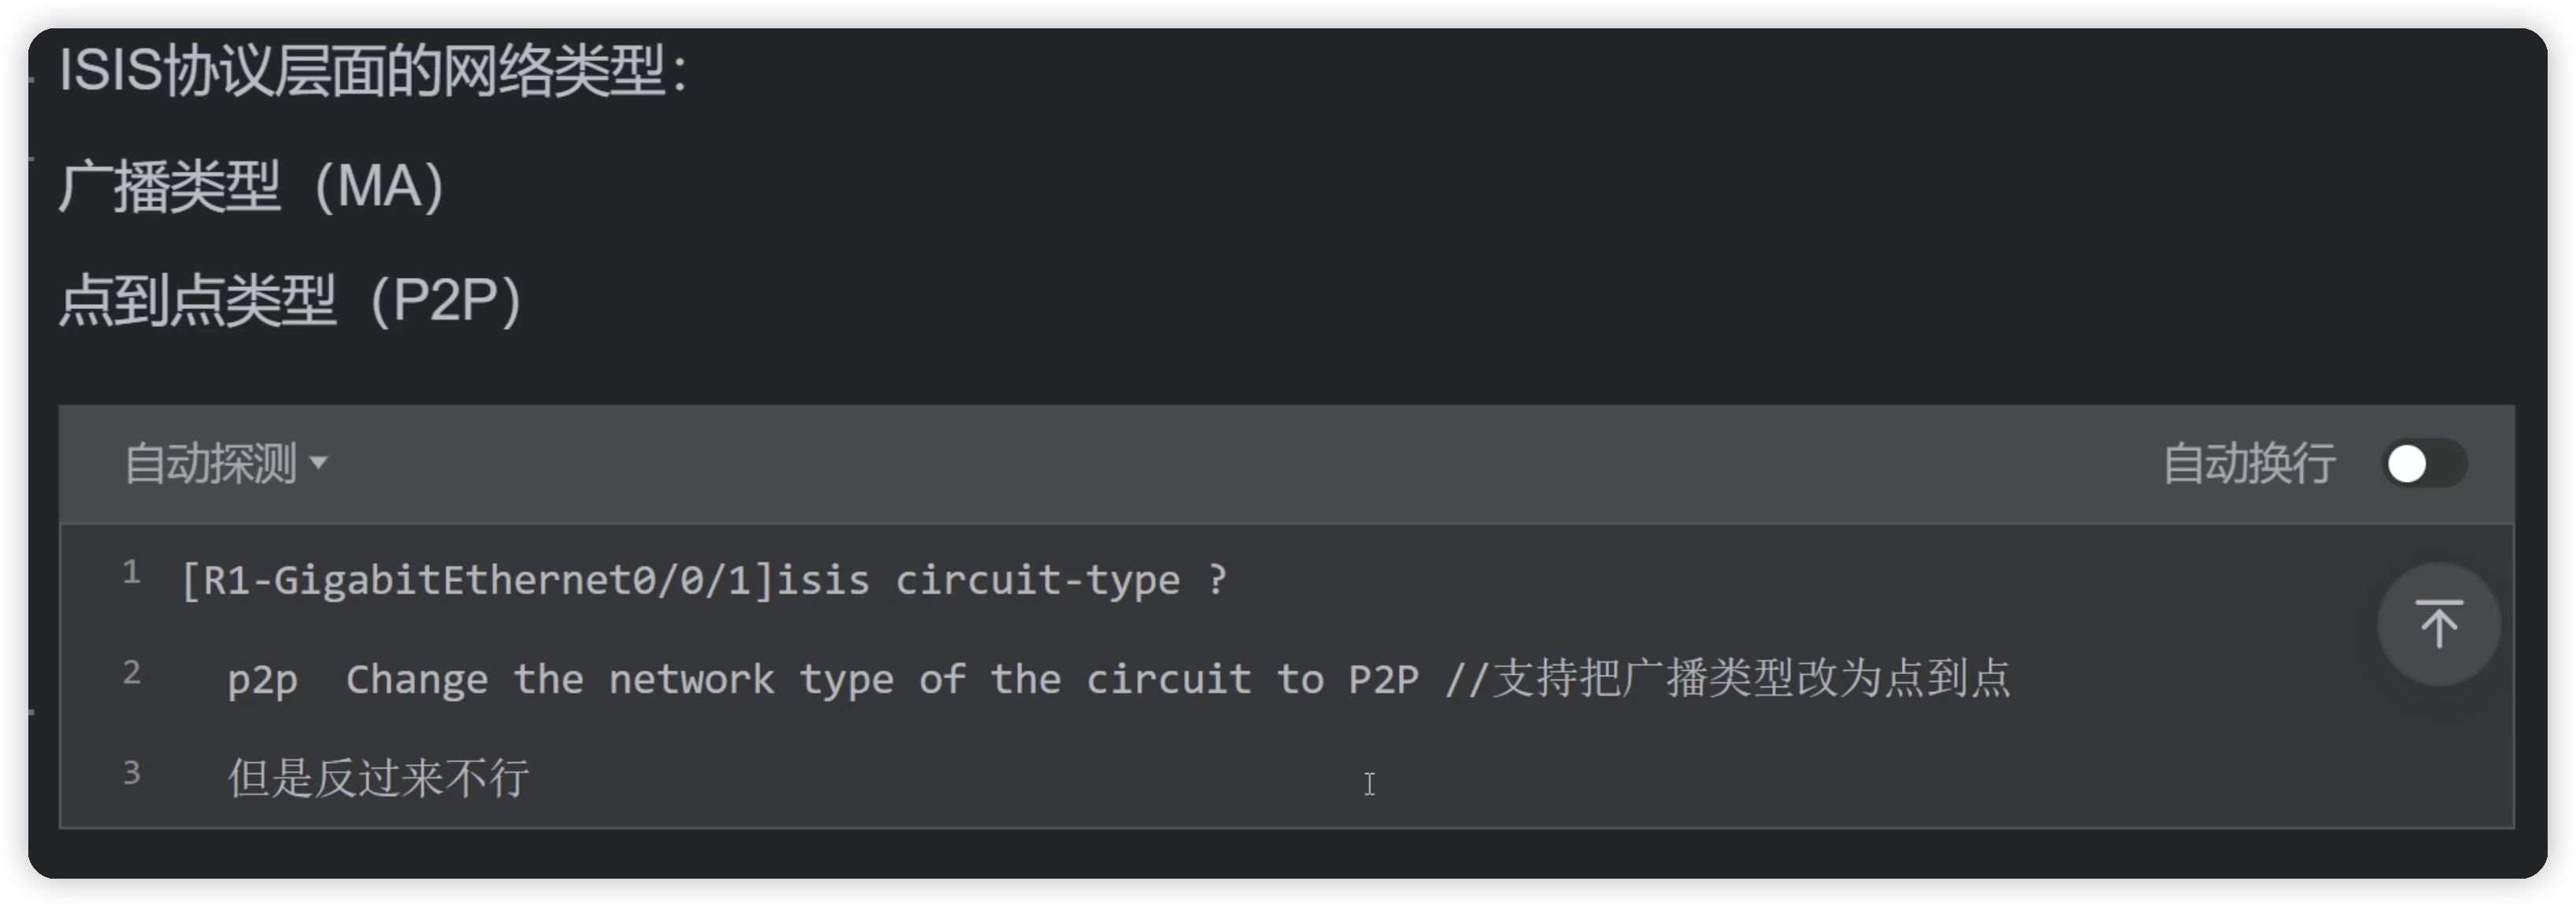 ISIS协议层面的网络类型：
广播类型（MA）
点到点类型（P2P）
自动探测
自动换行
1 [R1-GigabitEthernet0/0/1]isis circuit-type ?
2 p2p  Change the network type of the circuit to P2P //支持把广播类型改为点到点
3 但是反过来不行